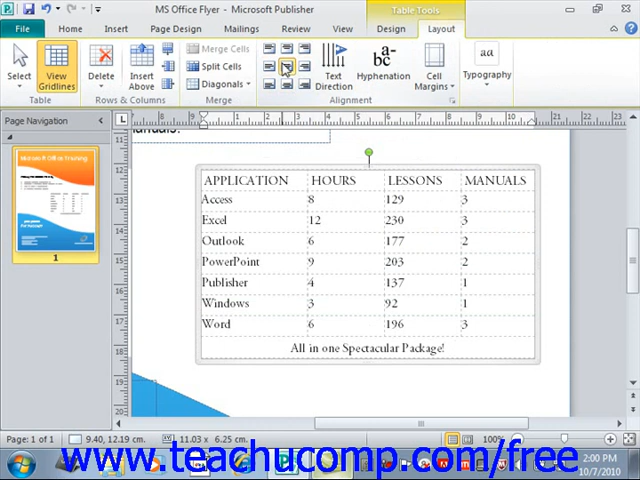 MS Office Flyer - Microsoft Publisher
Table Tools
File Home Insert Page Design Mailings Review View Design Layout
Select
View Gridlines
Delete
Insert Above
Merge Cells
Split Cells
Diagonals
Text Direction
a-
bc
Hyphenation
Cell Margins
aa
Typography
Table Rows & Columns Merge Alignment
Page Navigation
1
manuals.
APPLICATION HOURS LESSONS MANUALS
Access 8 129 3
Excel 12 230 3
Outlook 6 177 2
PowerPoint 9 203 2
Publisher 4 137 1
Windows 3 92 1
Word 6 196 3
All in one Spectacular Package!
Page: 1 of 1 9.40, 12.19 cm. 11.03 x 6.25 cm. 100%
www.teachucomp.com/free
2:00 PM
10/7/2010